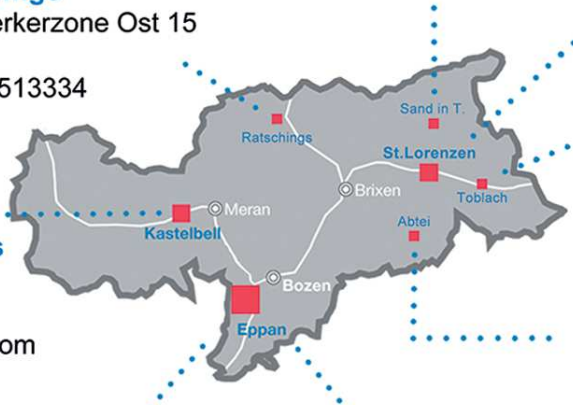 erkerzone Ost 15
513334
Sand in T.
Ratschings
St.Lorenzen
Brixen
Toblach
Meran
Abtei
Kastelbell
s
Bozen
Eppan
om